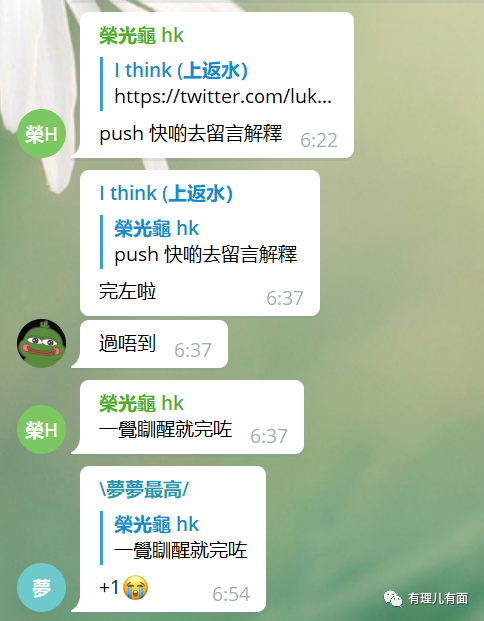 榮光龜 hk
I think (上返水)
https://twitter.com/luk...
push 快啲去留言解釋
6:22
榮H
I think (上返水)
榮光龜 hk
push 快啲去留言解釋
完左啦
6:37
過唔到
6:37
榮光龜 hk
一覺瞓醒就完咗
6:37
榮H
\夢夢最高/
榮光龜 hk
一覺瞓醒就完咗
+1😭
6:54
夢
有理儿有面